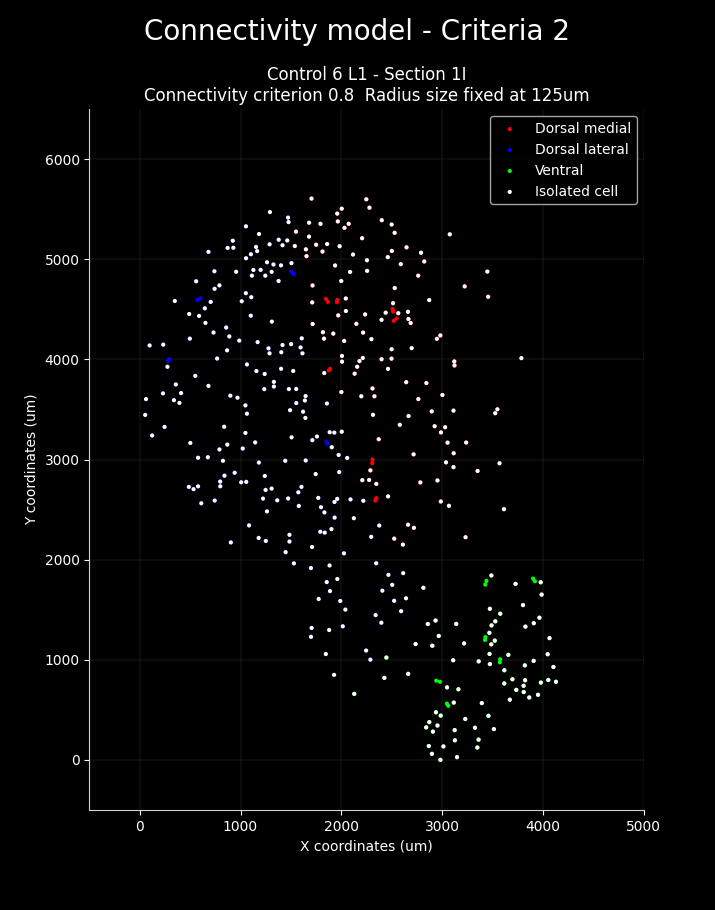 Connectivity model - Criteria 2
Control 6 L1 - Section 1I
Connectivity criterion 0.8  Radius size fixed at 125um
Dorsal medial
Dorsal lateral
Ventral
Isolated cell
6000
5000
4000
3000
2000
1000
0
Y coordinates (um)
0 1000 2000 3000 4000 5000
X coordinates (um)